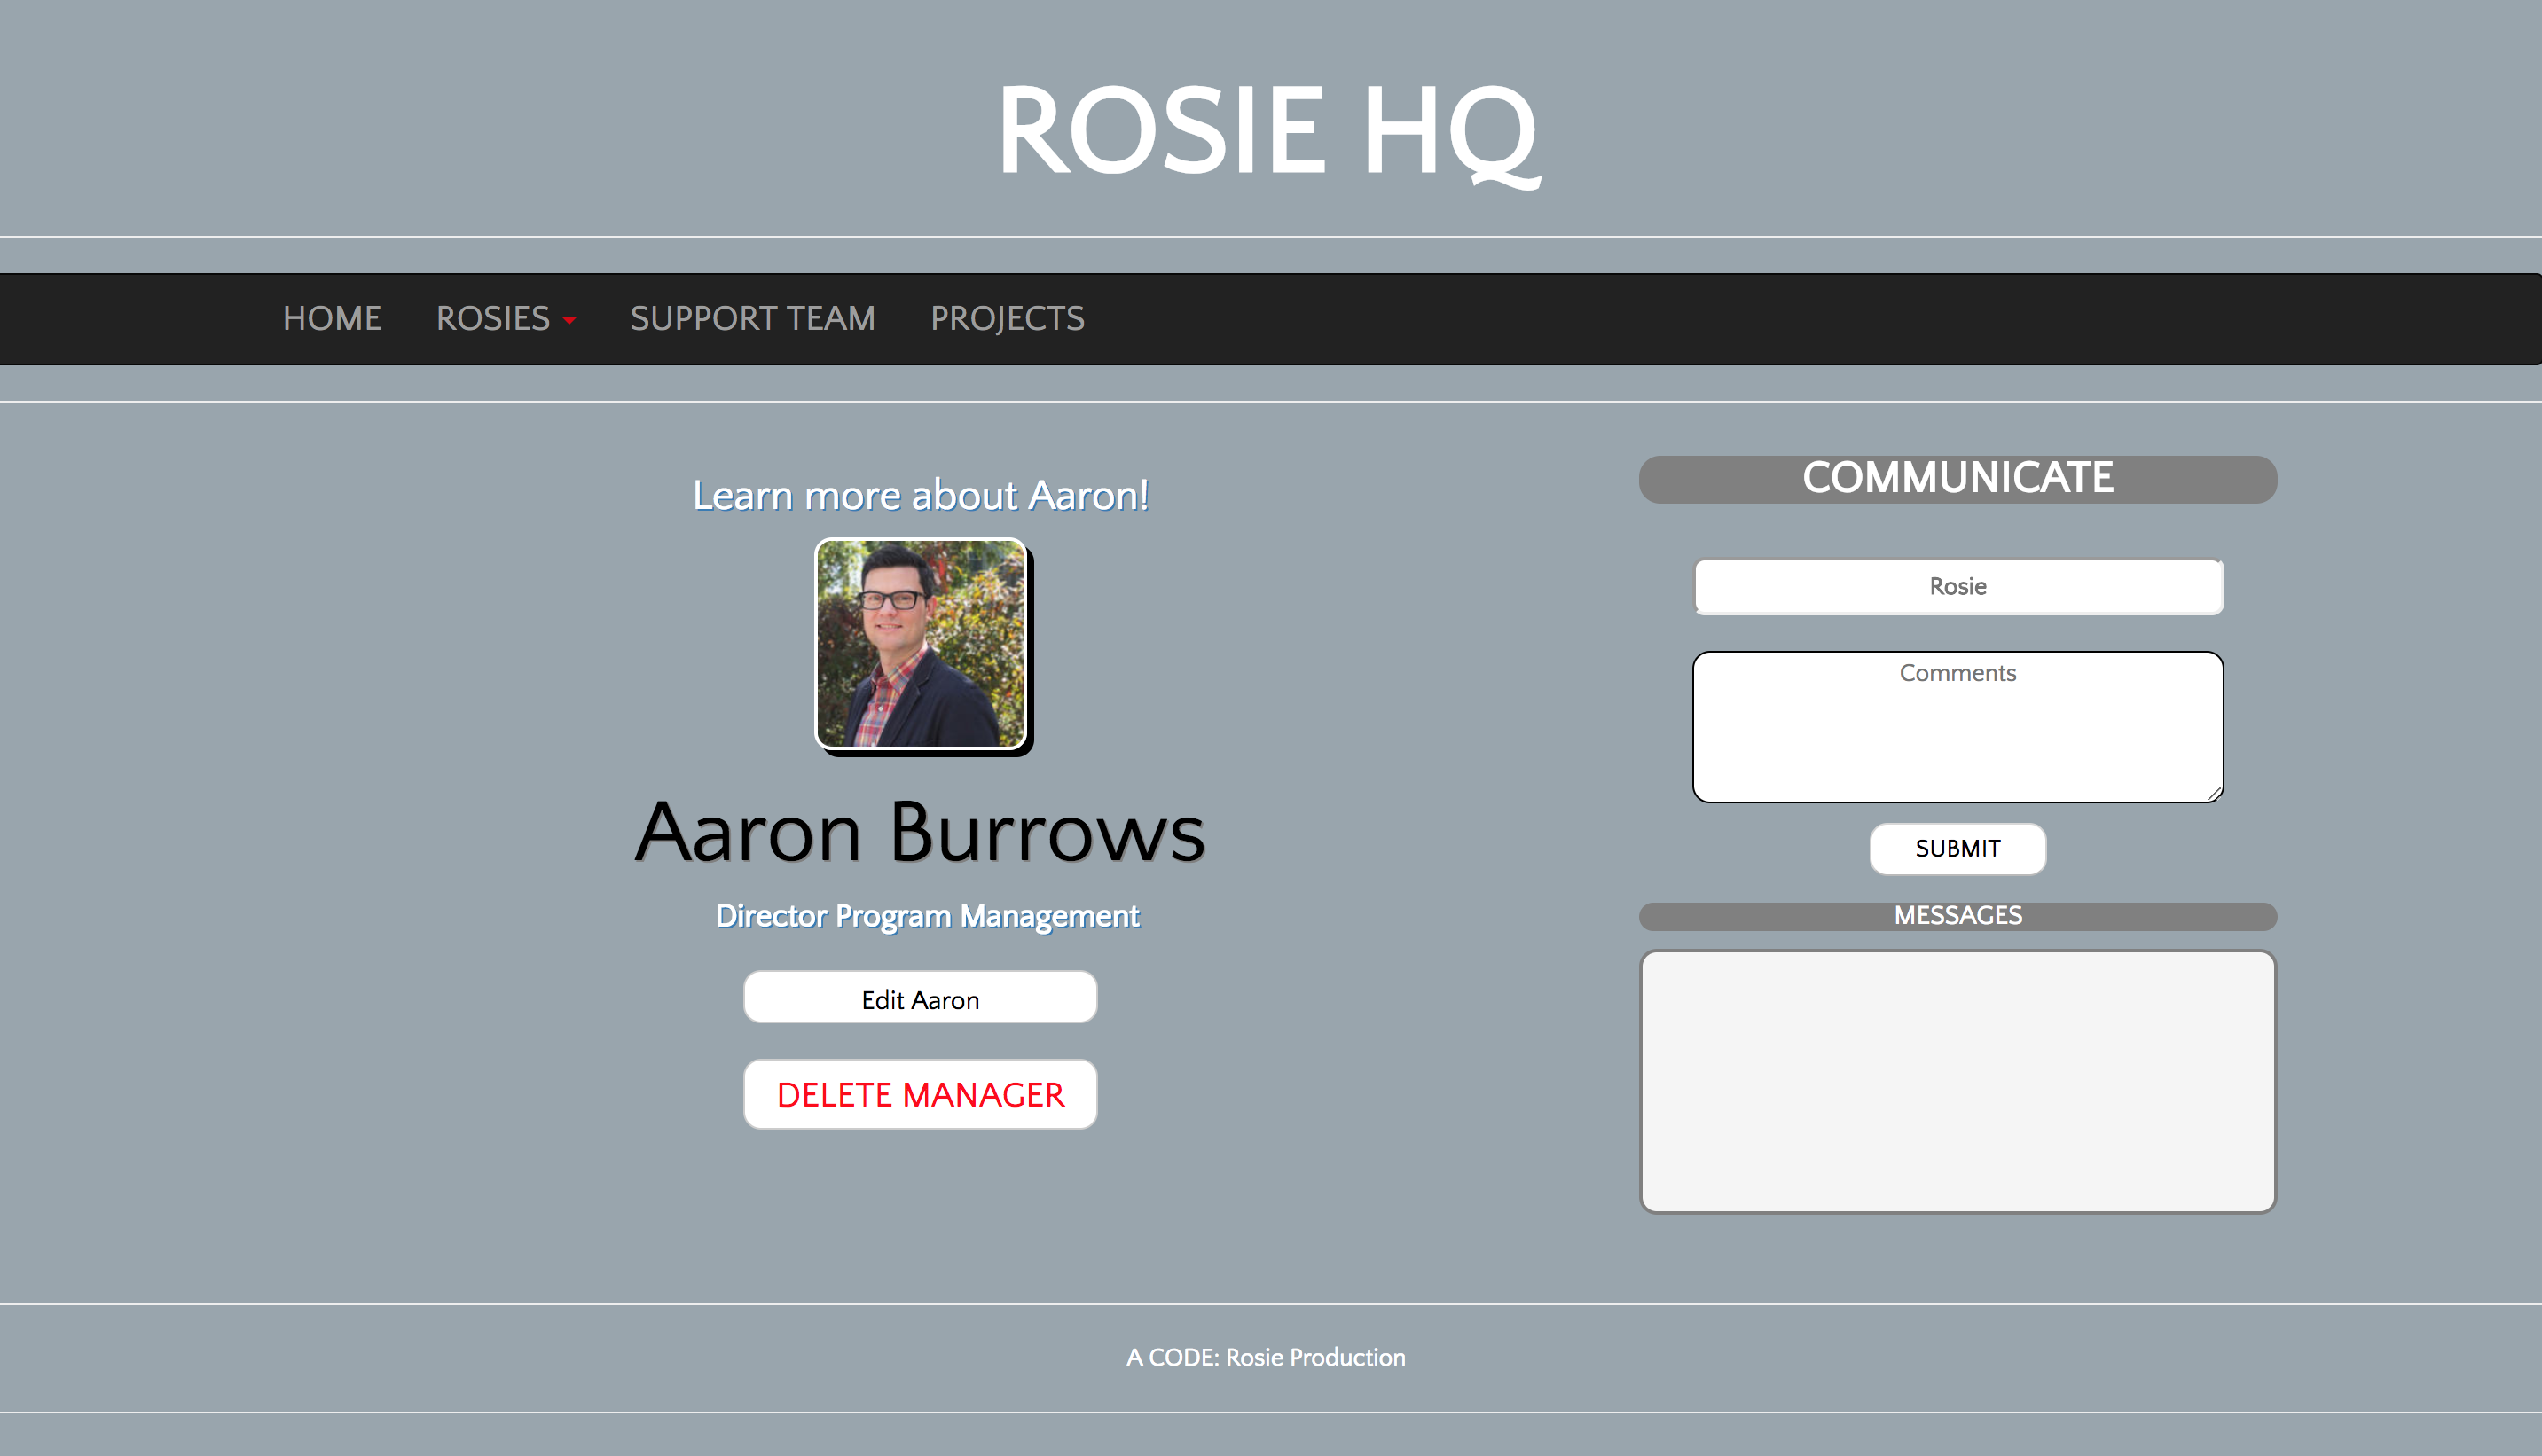 ROSIE HQ
HOME ROSIES SUPPORT TEAM PROJECTS
Learn more about Aaron!
Aaron Burrows
Director Program Management
Edit Aaron
DELETE MANAGER
COMMUNICATE
Rosie
Comments
SUBMIT
MESSAGES
A CODE: Rosie Production